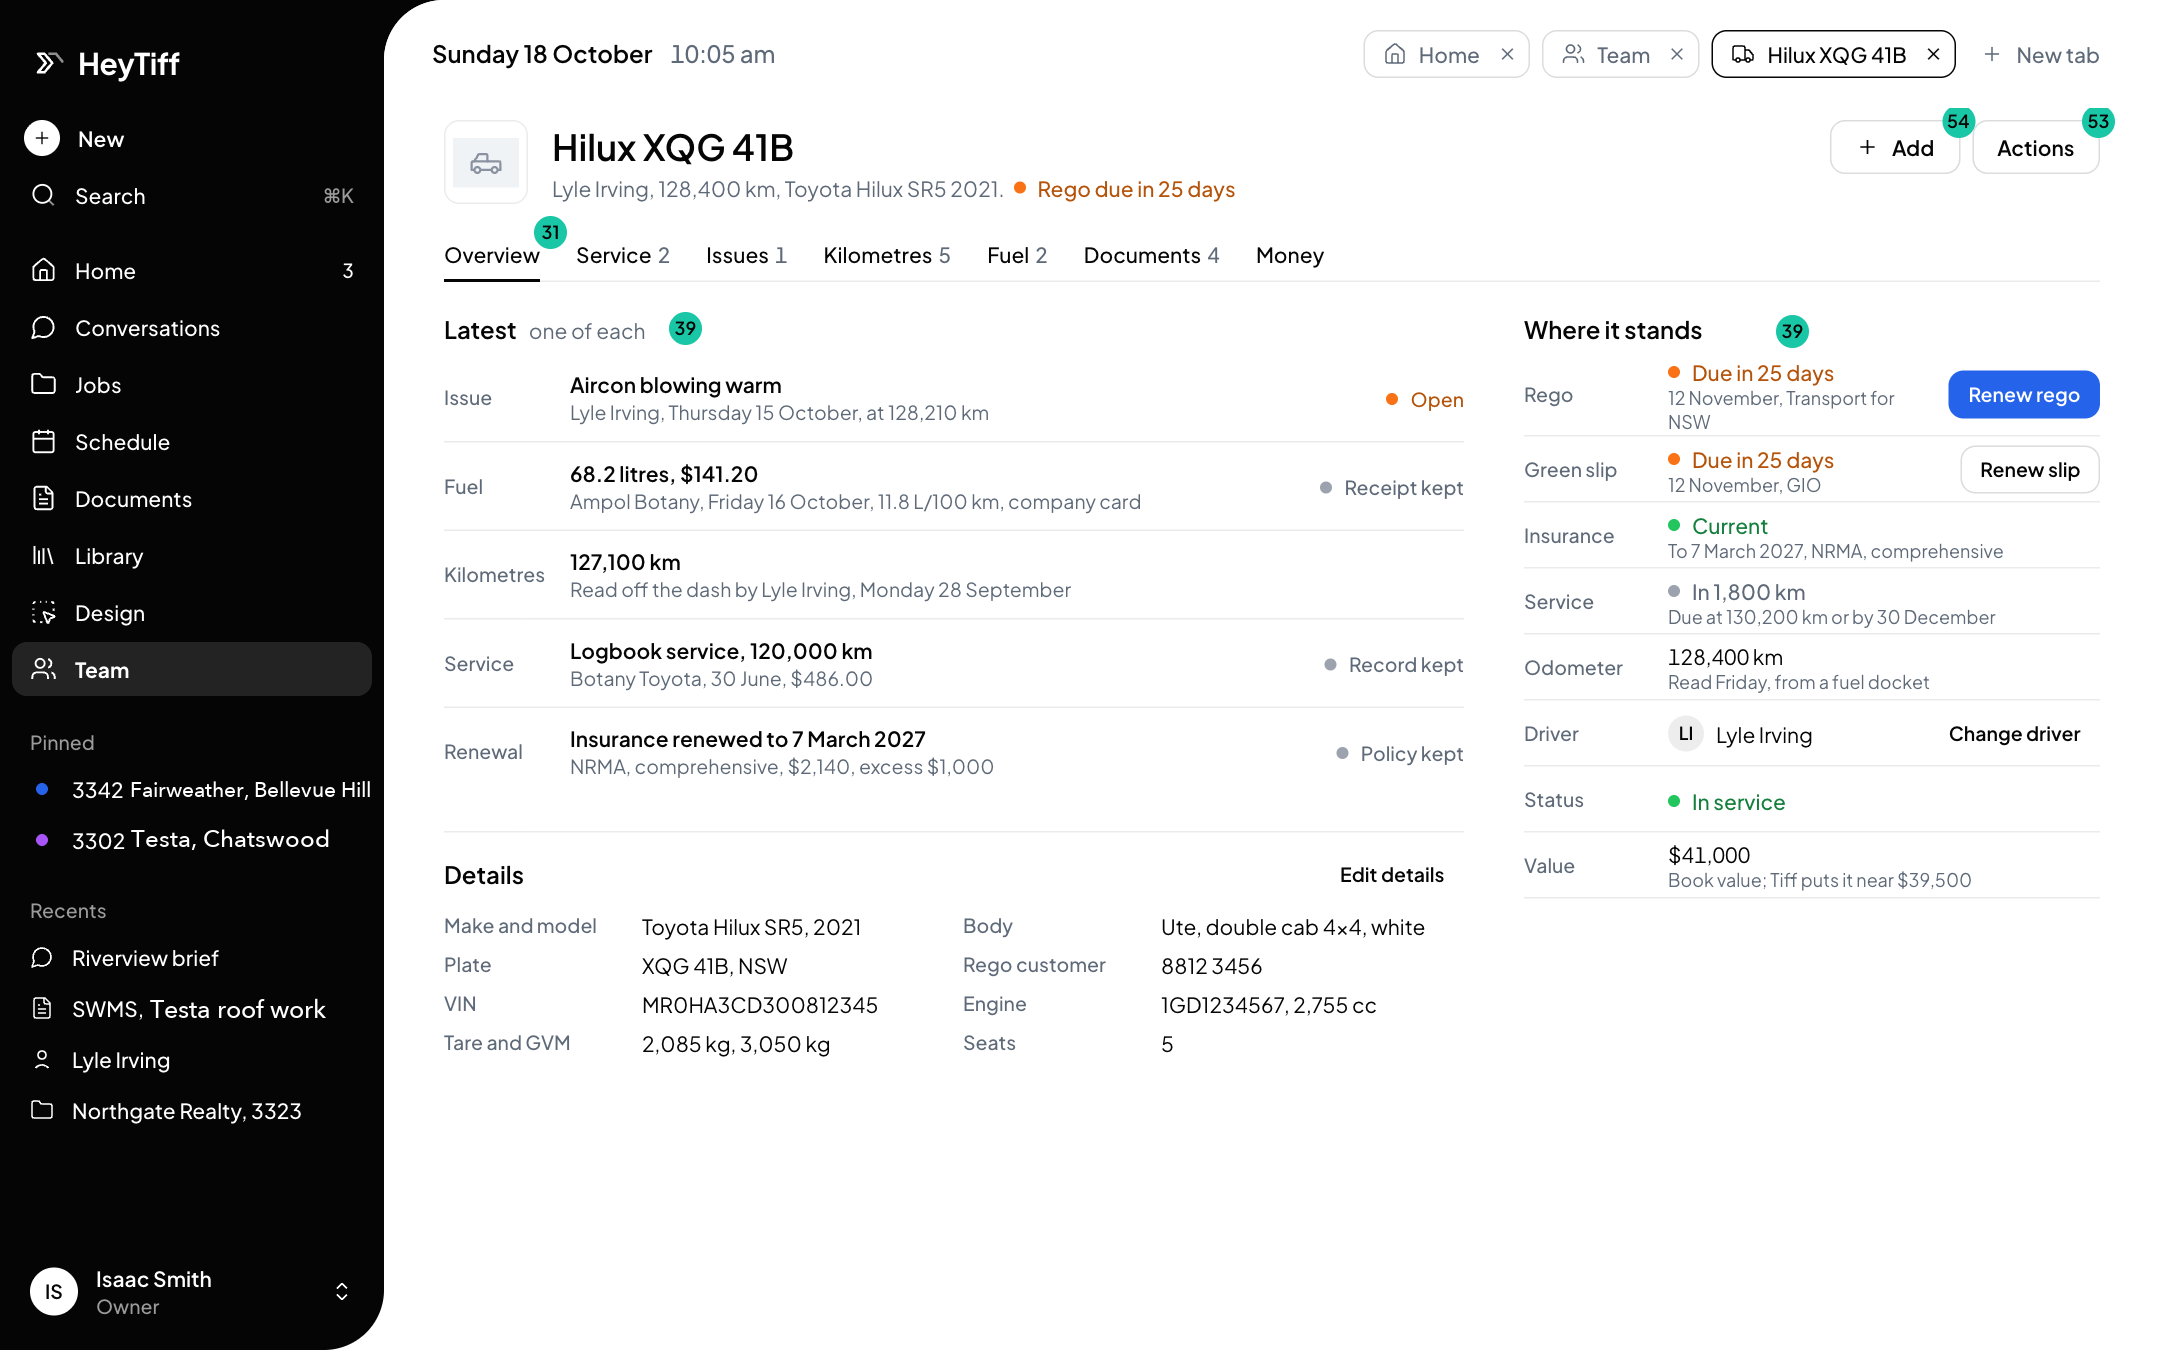 HeyTiff
New
Search ⌘K
Home 3
Conversations
Jobs
Schedule
Documents
Library
Design
Team
Pinned
3342 Fairweather, Bellevue Hill
3302 Testa, Chatswood
Recents
Riverview brief
SWMS, Testa roof work
Lyle Irving
Northgate Realty, 3323
IS
Isaac Smith
Owner
Sunday 18 October 10:05 am
Home
Team
Hilux XQG 41B
New tab
Hilux XQG 41B
Lyle Irving, 128,400 km, Toyota Hilux SR5 2021. Rego due in 25 days
Add 54
Actions 53
Overview 31
Service 2
Issues 1
Kilometres 5
Fuel 2
Documents 4
Money
Latest one of each 39
Issue
Aircon blowing warm
Lyle Irving, Thursday 15 October, at 128,210 km
Open
Fuel
68.2 litres, $141.20
Ampol Botany, Friday 16 October, 11.8 L/100 km, company card
Receipt kept
Kilometres
127,100 km
Read off the dash by Lyle Irving, Monday 28 September
Service
Logbook service, 120,000 km
Botany Toyota, 30 June, $486.00
Record kept
Renewal
Insurance renewed to 7 March 2027
NRMA, comprehensive, $2,140, excess $1,000
Policy kept
Details
Edit details
Make and model Toyota Hilux SR5, 2021
Body Ute, double cab 4×4, white
Plate XQG 41B, NSW
Rego customer 8812 3456
VIN MR0HA3CD300812345
Engine 1GD1234567, 2,755 cc
Tare and GVM 2,085 kg, 3,050 kg
Seats 5
Where it stands 39
Rego
Due in 25 days
12 November, Transport for
NSW
Renew rego
Green slip
Due in 25 days
12 November, GIO
Renew slip
Insurance
Current
To 7 March 2027, NRMA, comprehensive
Service
In 1,800 km
Due at 130,200 km or by 30 December
Odometer
128,400 km
Read Friday, from a fuel docket
Driver
LI Lyle Irving
Change driver
Status
In service
Value
$41,000
Book value; Tiff puts it near $39,500